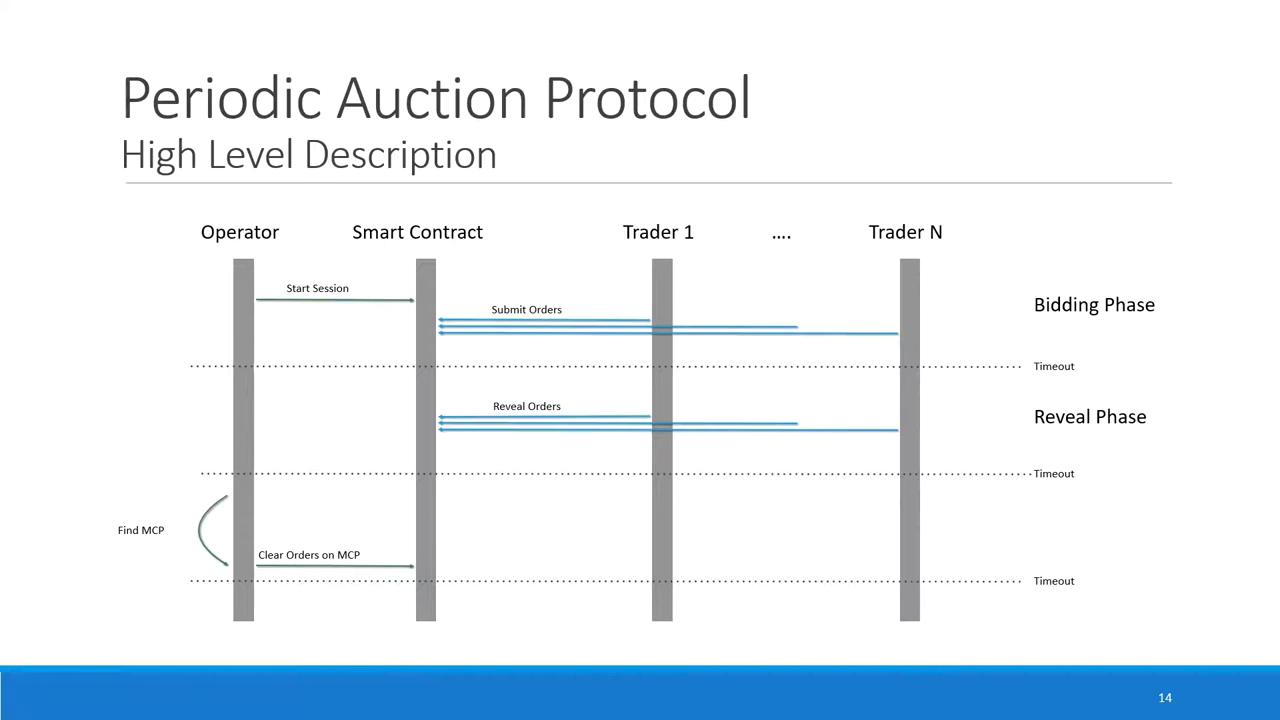 Periodic Auction Protocol
High Level Description
Operator Smart Contract Trader 1 .... Trader N
Start Session
Submit Orders
Bidding Phase
Timeout
Reveal Orders
Reveal Phase
Timeout
Find MCP
Clear Orders on MCP
Timeout
14